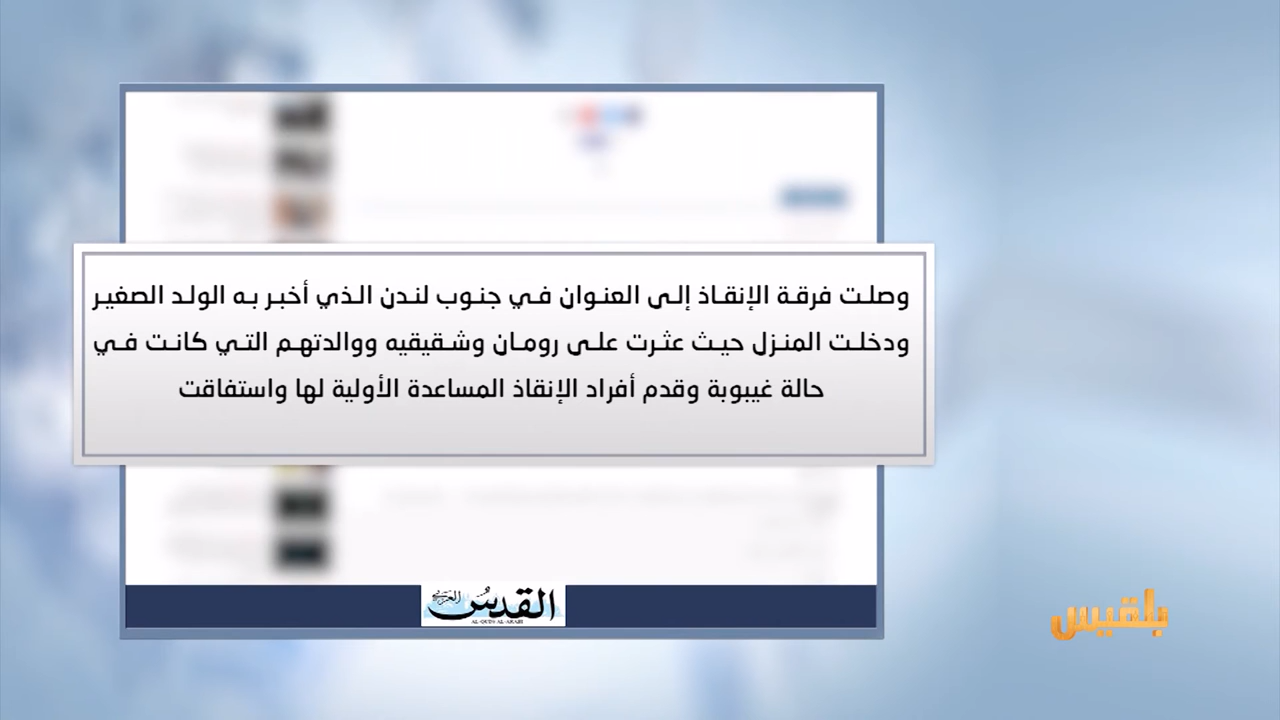 وصلت فرقة الإنقاذ إلى العنوان في جنوب لندن الذي أخبر به الولد الصغير
ودخلت المنزل حيث عثرت على رومان وشقيقيه ووالدتهم التي كانت في
حالة غيبوبة وقدم أفراد الإنقاذ المساعدة الأولية لها واستفاقت
القدس العربي
AL-QUDS AL-ARABI
بلقيس